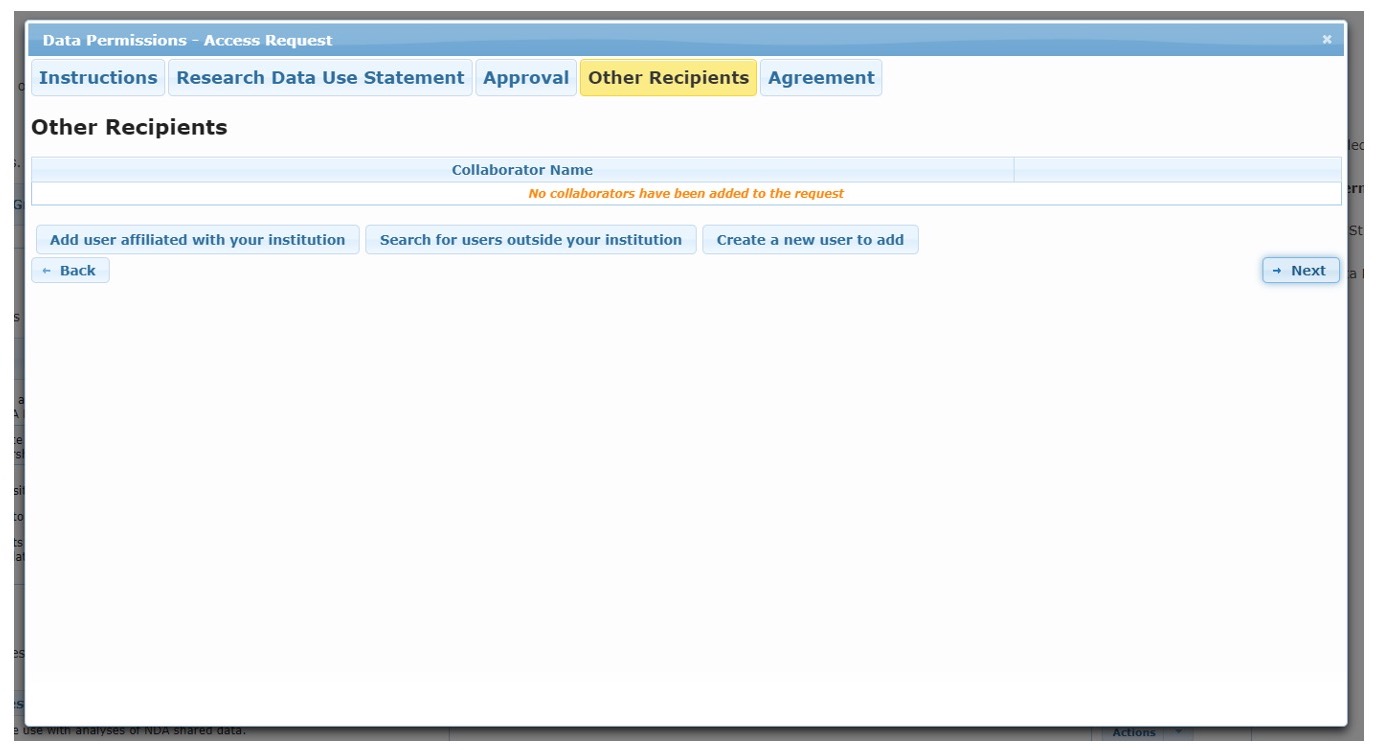 Data Permissions - Access Request
Instructions Research Data Use Statement Approval Other Recipients Agreement
Other Recipients
Collaborator Name
No collaborators have been added to the request
Add user affiliated with your institution Search for users outside your institution Create a new user to add
← Back
→ Next
use with analyses of NDA shared data.
Actions